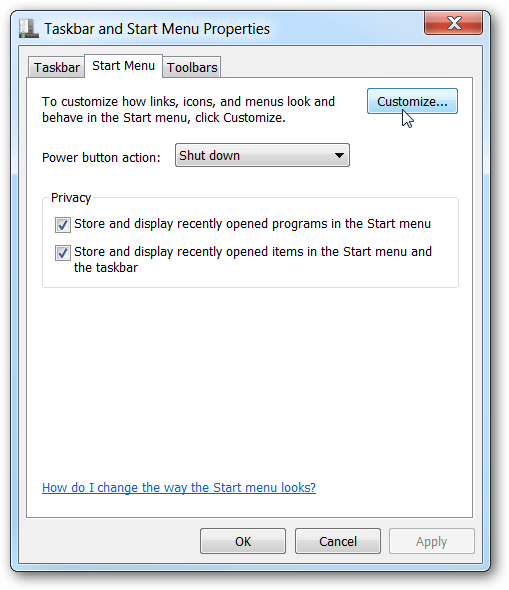 Taskbar and Start Menu Properties
Taskbar Start Menu Toolbars
To customize how links, icons, and menus look and
behave in the Start menu, click Customize.
Customize...
Power button action: Shut down
Privacy
Store and display recently opened programs in the Start menu
Store and display recently opened items in the Start menu and
the taskbar
How do I change the way the Start menu looks?
OK Cancel Apply